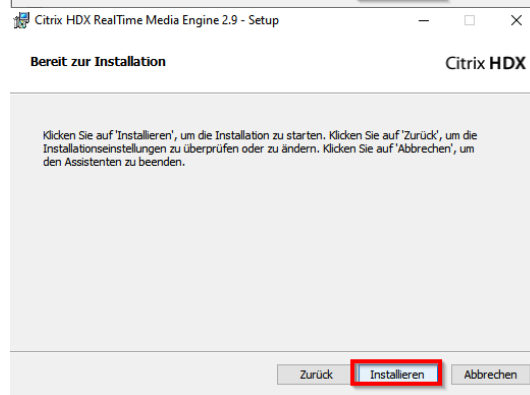 Citrix HDX RealTime Media Engine 2.9 - Setup
Bereit zur Installation
Citrix HDX
Klicken Sie auf 'Installieren', um die Installation zu starten. Klicken Sie auf 'Zurück', um die
Installationseinstellungen zu überprüfen oder zu ändern. Klicken Sie auf 'Abbrechen', um
den Assistenten zu beenden.
Zurück Installieren Abbrechen